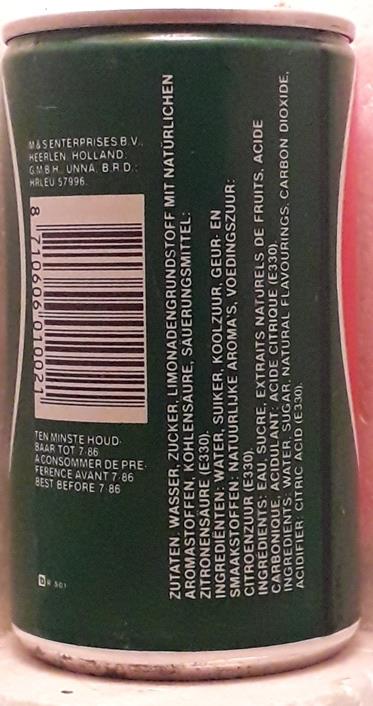 M&S ENTERPRISES B.V.,
HEERLEN, HOLLAND.
G.M.B.H., UNNA, B.R.D.:
HRLEU 57996.
8 710606 010021
TEN MINSTE HOUD-
BAAR TOT 7-86
A CONSOMMER DE PRE-
FERENCE AVANT 7-86
BEST BEFORE 7-86
ZUTATEN: WASSER, ZUCKER, LIMONADENGRUNDSTOFF MIT NATÜRLICHEN
AROMASTOFFEN, KOHLENSÄURE, SÄUERUNGSMITTEL:
ZITRONENSÄURE (E330).
INGREDIËNTEN: WATER, SUIKER, KOOLZUUR, GEUR- EN
SMAAKSTOFFEN: NATUURLIJKE AROMA'S, VOEDINGSZUUR:
CITROENZUUR (E330).
INGREDIENTS: EAU, SUCRE, EXTRAITS NATURELS DE FRUITS, ACIDE
CARBONIQUE, ACIDULANT: ACIDE CITRIQUE (E330).
INGREDIENTS: WATER, SUGAR, NATURAL FLAVOURINGS, CARBON DIOXIDE,
ACIDIFIER: CITRIC ACID (E330).